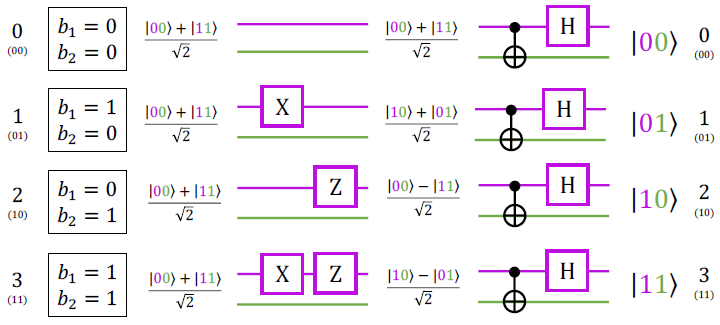 0 (00) b₁ = 0 b₂ = 0 |00⟩ + |11⟩ / √2 |00⟩ + |11⟩ / √2 H |00⟩ 0 (00)
1 (01) b₁ = 1 b₂ = 0 |00⟩ + |11⟩ / √2 X |10⟩ + |01⟩ / √2 H |01⟩ 1 (01)
2 (10) b₁ = 0 b₂ = 1 |00⟩ + |11⟩ / √2 Z |00⟩ − |11⟩ / √2 H |10⟩ 2 (10)
3 (11) b₁ = 1 b₂ = 1 |00⟩ + |11⟩ / √2 X Z |10⟩ − |01⟩ / √2 H |11⟩ 3 (11)